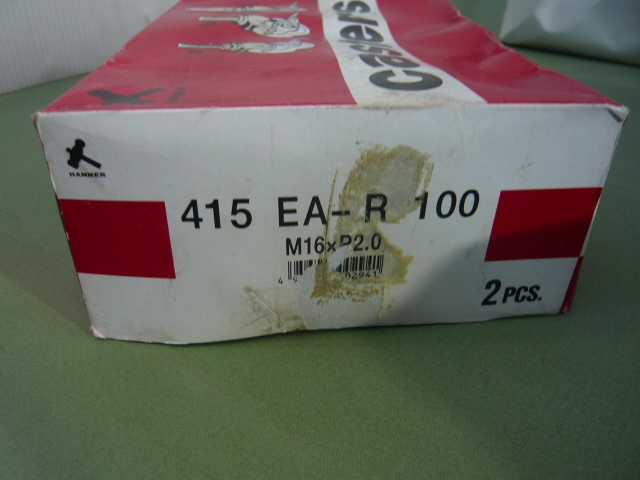 casters
HAMMER
415 EA-R 100
M16×P2.0
2 PCS.